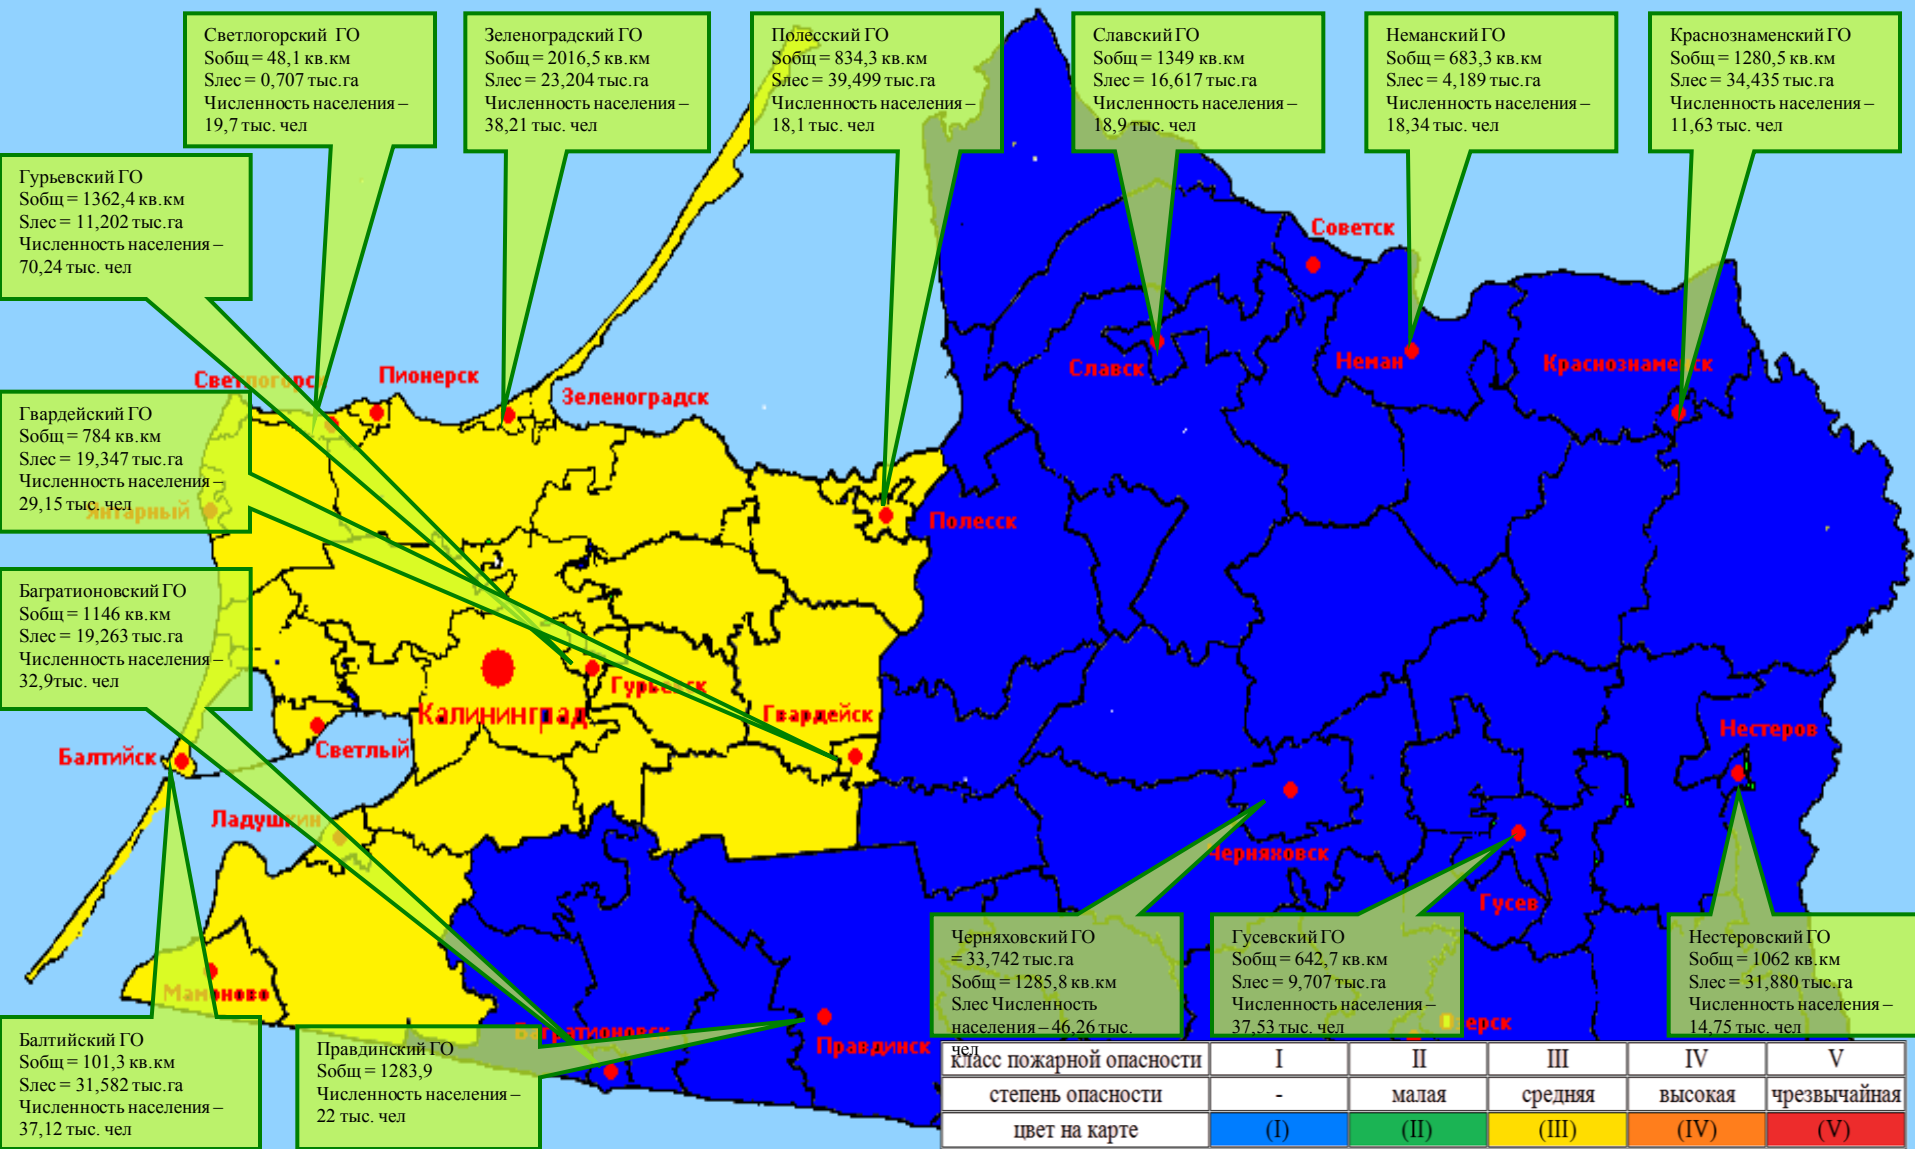 Светлогорский ГО
Sобщ = 48,1 кв.км
Sлес = 0,707 тыс.га
Численность населения –
19,7 тыс. чел
Зеленоградский ГО
Sобщ = 2016,5 кв.км
Sлес = 23,204 тыс.га
Численность населения –
38,21 тыс. чел
Полесский ГО
Sобщ = 834,3 кв.км
Sлес = 39,499 тыс.га
Численность населения –
18,1 тыс. чел
Славский ГО
Sобщ = 1349 кв.км
Sлес = 16,617 тыс.га
Численность населения –
18,9 тыс. чел
Неманский ГО
Sобщ = 683,3 кв.км
Sлес = 4,189 тыс.га
Численность населения –
18,34 тыс. чел
Краснознаменский ГО
Sобщ = 1280,5 кв.км
Sлес = 34,435 тыс.га
Численность населения –
11,63 тыс. чел
Гурьевский ГО
Sобщ = 1362,4 кв.км
Sлес = 11,202 тыс.га
Численность населения –
70,24 тыс. чел
Советск
Славск
Неман
Краснознаменск
Светлогорск
Пионерск
Зеленоградск
Гвардейский ГО
Sобщ = 784 кв.км
Sлес = 19,347 тыс.га
Численность населения –
29,15 тыс. чел
Янтарный
Полесск
Багратионовский ГО
Sобщ = 1146 кв.км
Sлес = 19,263 тыс.га
Численность населения –
32,9тыс. чел
Гурьевск
Калининград
Гвардейск
Светлый
Балтийск
Ладушкин
Нестеров
Черняховск
Гусев
Мамоново
Багратионовск
Правдинск
Озерск
Черняховский ГО
= 33,742 тыс.га
Sобщ = 1285,8 кв.км
Sлес Численность
населения – 46,26 тыс.
чел
Гусевский ГО
Sобщ = 642,7 кв.км
Sлес = 9,707 тыс.га
Численность населения –
37,53 тыс. чел
Нестеровский ГО
Sобщ = 1062 кв.км
Sлес = 31,880 тыс.га
Численность населения –
14,75 тыс. чел
Балтийский ГО
Sобщ = 101,3 кв.км
Sлес = 31,582 тыс.га
Численность населения –
37,12 тыс. чел
Правдинский ГО
Sобщ = 1283,9
Численность населения –
22 тыс. чел
класс пожарной опасности I II III IV V
степень опасности - малая средняя высокая чрезвычайная
цвет на карте (I) (II) (III) (IV) (V)